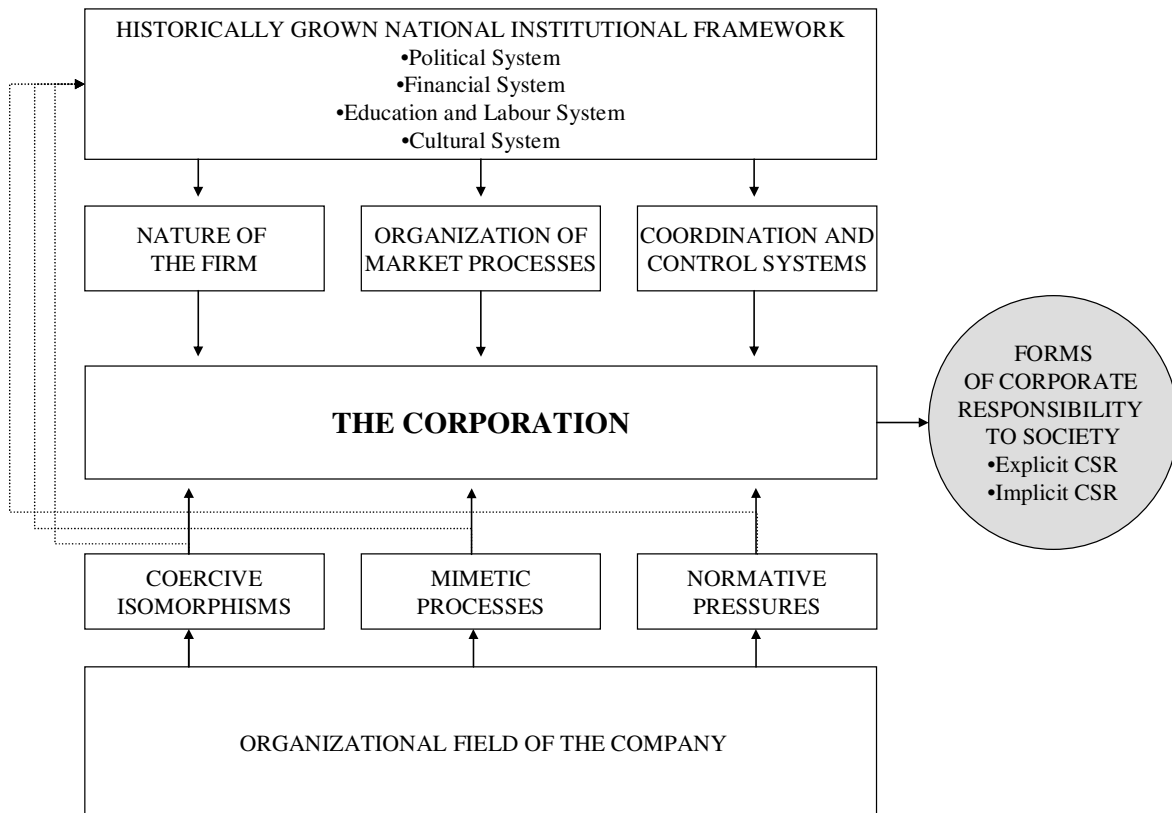 HISTORICALLY GROWN NATIONAL INSTITUTIONAL FRAMEWORK
•Political System
•Financial System
•Education and Labour System
•Cultural System
NATURE OF
THE FIRM
ORGANIZATION OF
MARKET PROCESSES
COORDINATION AND
CONTROL SYSTEMS
THE CORPORATION
FORMS
OF CORPORATE
RESPONSIBILITY
TO SOCIETY
•Explicit CSR
•Implicit CSR
COERCIVE
ISOMORPHISMS
MIMETIC
PROCESSES
NORMATIVE
PRESSURES
ORGANIZATIONAL FIELD OF THE COMPANY